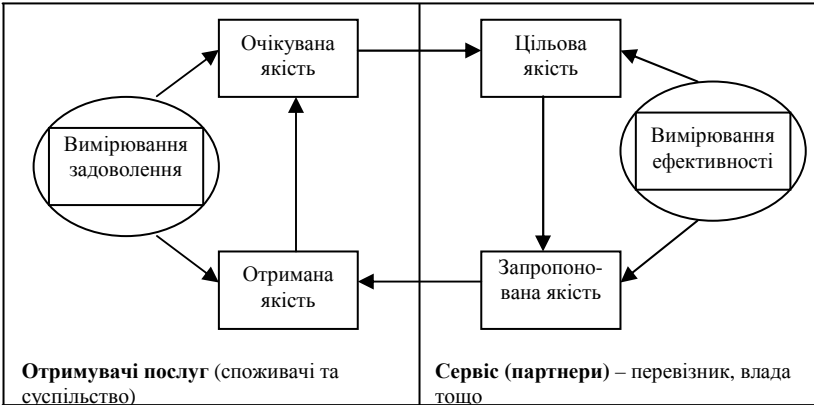 Очікувана
якість
Цільова
якість
Вимірювання
задоволення
Вимірювання
ефективності
Отримана
якість
Запропоно-
вана якість
Отримувачі послуг (споживачі та
суспільство)
Сервіс (партнери) – перевізник, влада
тощо